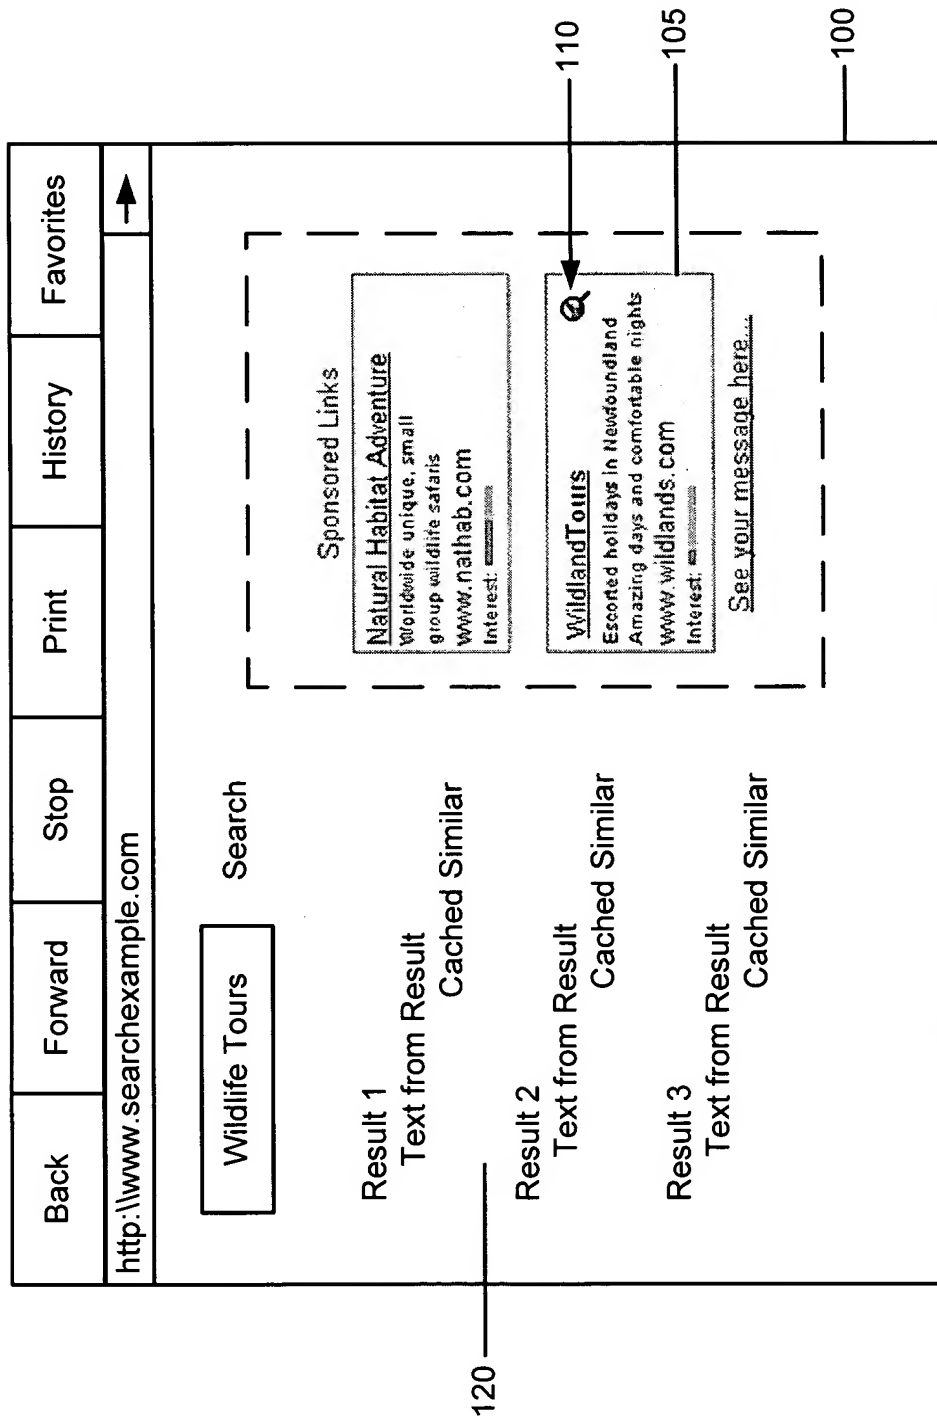 Back Forward Stop Print History Favorites
http:\\www.searchexample.com
Wildlife Tours Search
Result 1
Text from Result
Cached Similar
Result 2
Text from Result
Cached Similar
Result 3
Text from Result
Cached Similar
Sponsored Links
Natural Habitat Adventure
Worldwide unique, small
group wildlife safaris
www.nathab.com
Interest:
WildlandTours
Escorted holidays in Newfoundland
Amazing days and comfortable nights
www.wildlands.com
Interest:
See your message here...
110
105
100
120